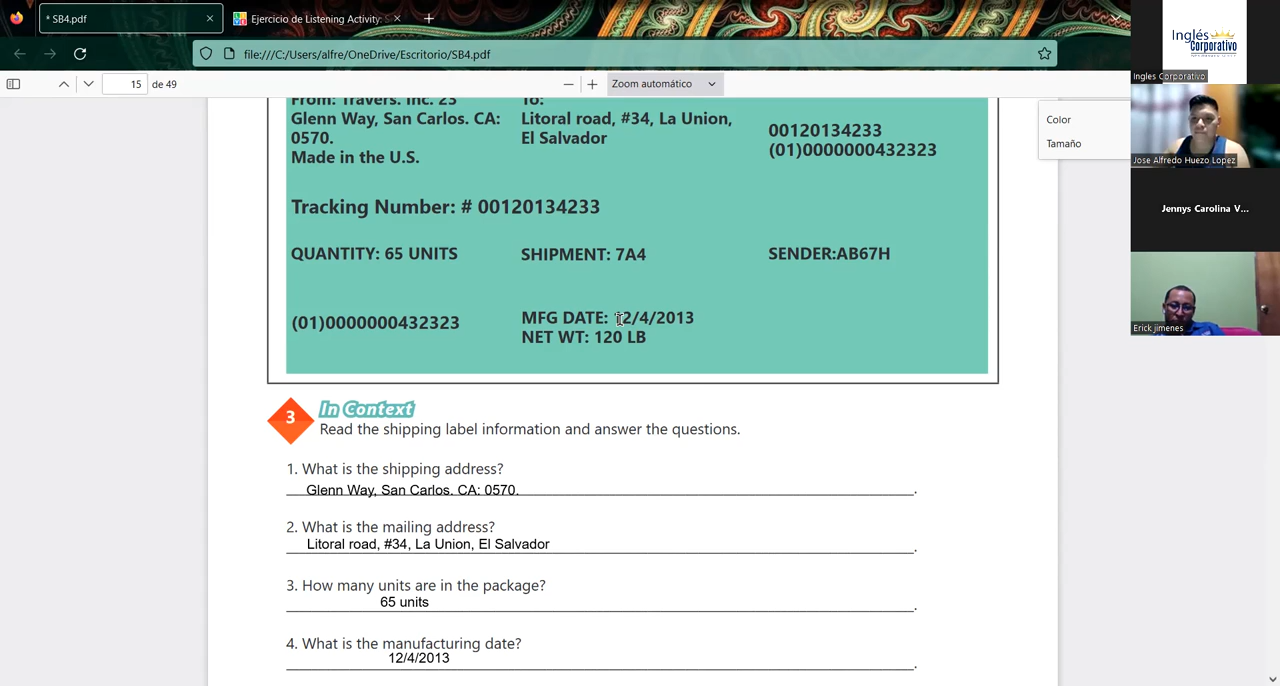 * SB4.pdf
Ejercicio de Listening Activity: S
file:///C:/Users/alfre/OneDrive/Escritorio/SB4.pdf
15 de 49
Zoom automático
Color
Tamaño
Inglés
Corporativo
Ingles Corporativo
Jose Alfredo Huezo Lopez
Jennys Carolina V...
Erick jimenes
From: Travers. Inc. 23
Glenn Way, San Carlos. CA:
0570.
Made in the U.S.
To:
Litoral road, #34, La Union,
El Salvador
00120134233
(01)0000000432323
Tracking Number: # 00120134233
QUANTITY: 65 UNITS
SHIPMENT: 7A4
SENDER:AB67H
(01)0000000432323
MFG DATE: 12/4/2013
NET WT: 120 LB
3
In Context
Read the shipping label information and answer the questions.
1. What is the shipping address?
Glenn Way, San Carlos. CA: 0570.
2. What is the mailing address?
Litoral road, #34, La Union, El Salvador
3. How many units are in the package?
65 units
4. What is the manufacturing date?
12/4/2013